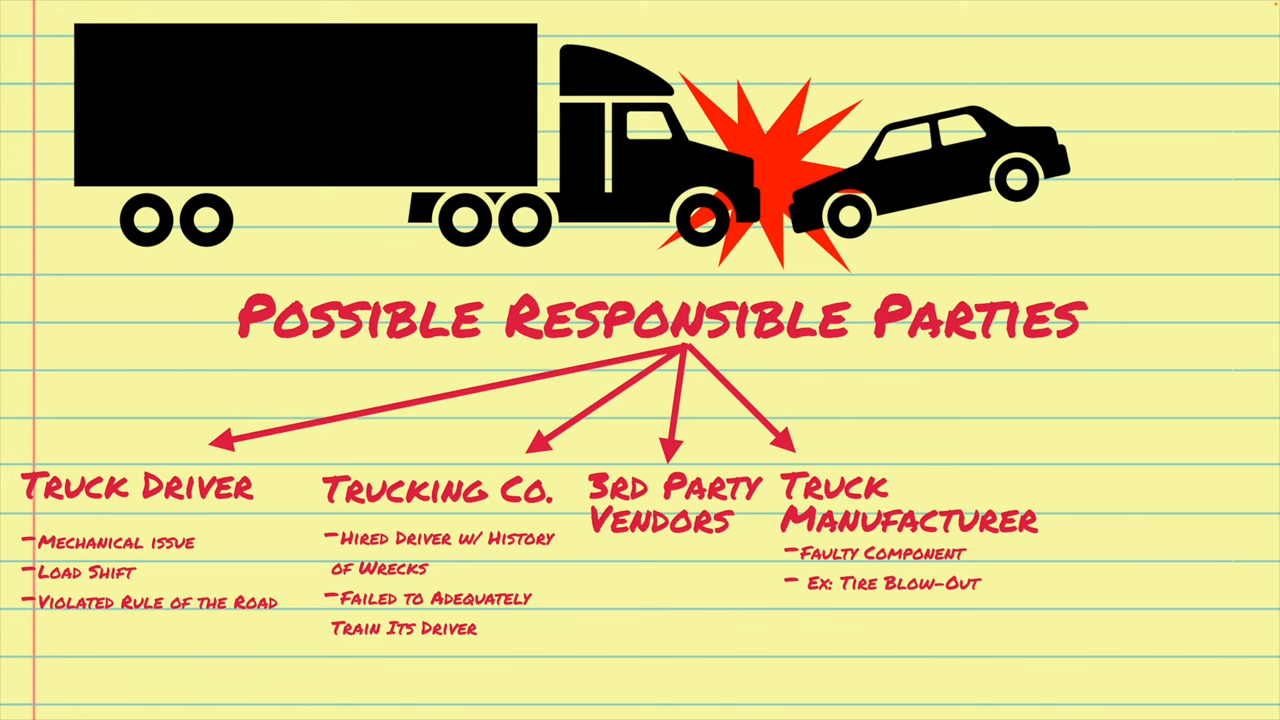 Possible Responsible Parties
Truck Driver
-Mechanical issue
-Load Shift
-Violated Rule of the Road
Trucking Co.
-Hired Driver w/ History
of Wrecks
-Failed to Adequately
Train Its Driver
3rd Party
Vendors
Truck
Manufacturer
-Faulty Component
- Ex: Tire Blow-Out